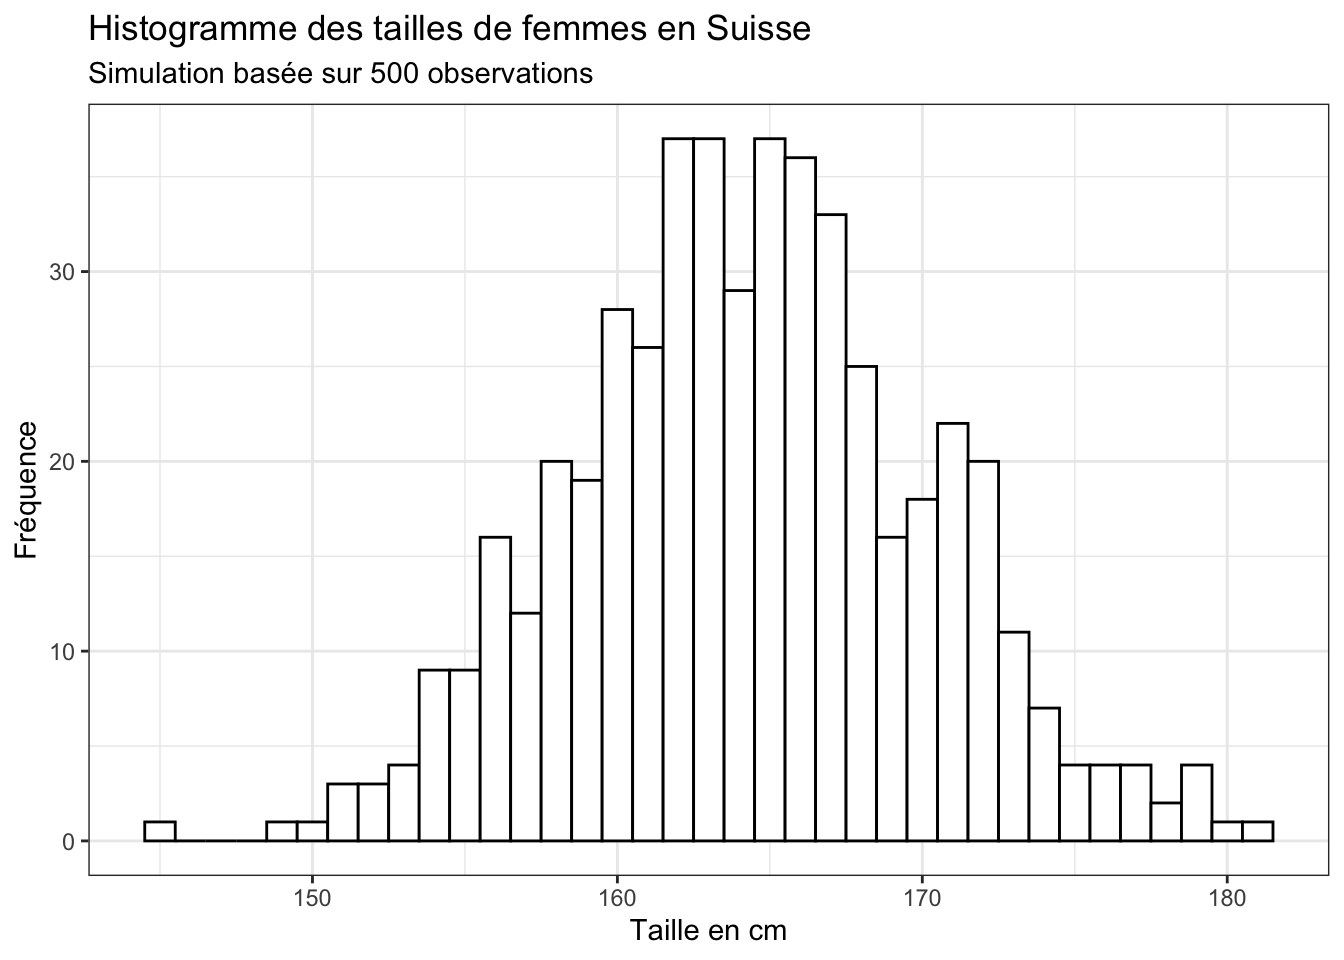 Histogramme des tailles de femmes en Suisse
Simulation basée sur 500 observations
Fréquence
30
20
10
0
150 160 170 180
Taille en cm